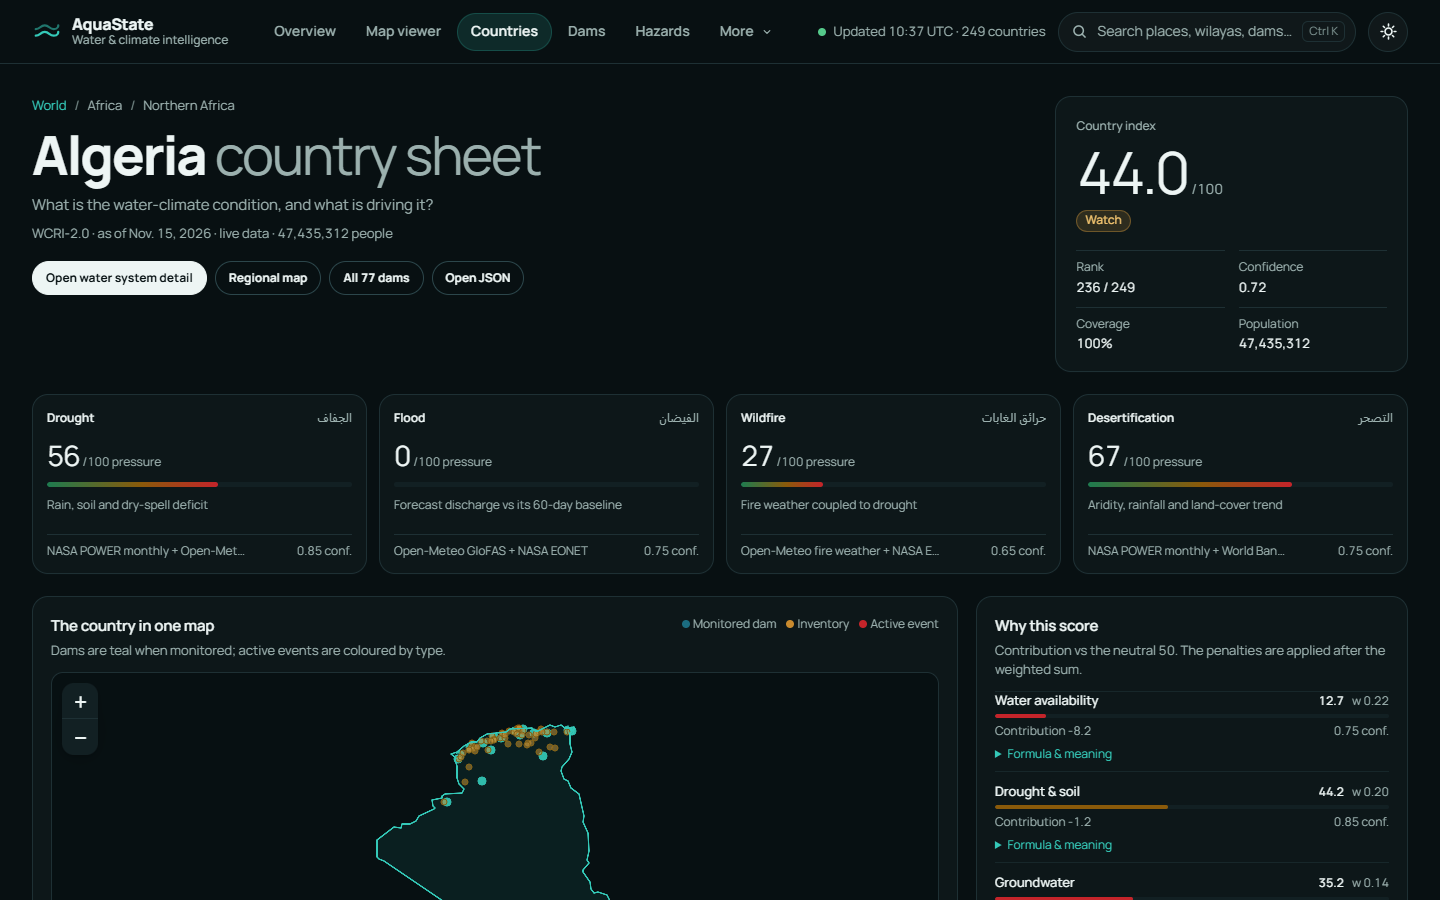 AquaState
Water & climate intelligence
Overview
Map viewer
Countries
Dams
Hazards
More
Updated 10:37 UTC · 249 countries
Search places, wilayas, dams...
Ctrl K
World / Africa / Northern Africa
Algeria country sheet
What is the water-climate condition, and what is driving it?
WCRI-2.0 · as of Nov. 15, 2026 · live data · 47,435,312 people
Open water system detail
Regional map
All 77 dams
Open JSON
Country index
44.0 /100
Watch
Rank
236 / 249
Confidence
0.72
Coverage
100%
Population
47,435,312
Drought
الجفاف
56 /100 pressure
Rain, soil and dry-spell deficit
NASA POWER monthly + Open-Met...
0.85 conf.
Flood
الفيضان
0 /100 pressure
Forecast discharge vs its 60-day baseline
Open-Meteo GloFAS + NASA EONET
0.75 conf.
Wildfire
حرائق الغابات
27 /100 pressure
Fire weather coupled to drought
Open-Meteo fire weather + NASA E...
0.65 conf.
Desertification
التصحر
67 /100 pressure
Aridity, rainfall and land-cover trend
NASA POWER monthly + World Ban...
0.75 conf.
The country in one map
Monitored dam
Inventory
Active event
Dams are teal when monitored; active events are coloured by type.
+
−
Why this score
Contribution vs the neutral 50. The penalties are applied after the
weighted sum.
Water availability
12.7 w 0.22
Contribution -8.2
0.75 conf.
Formula & meaning
Drought & soil
44.2 w 0.20
Contribution -1.2
0.85 conf.
Formula & meaning
Groundwater
35.2 w 0.14